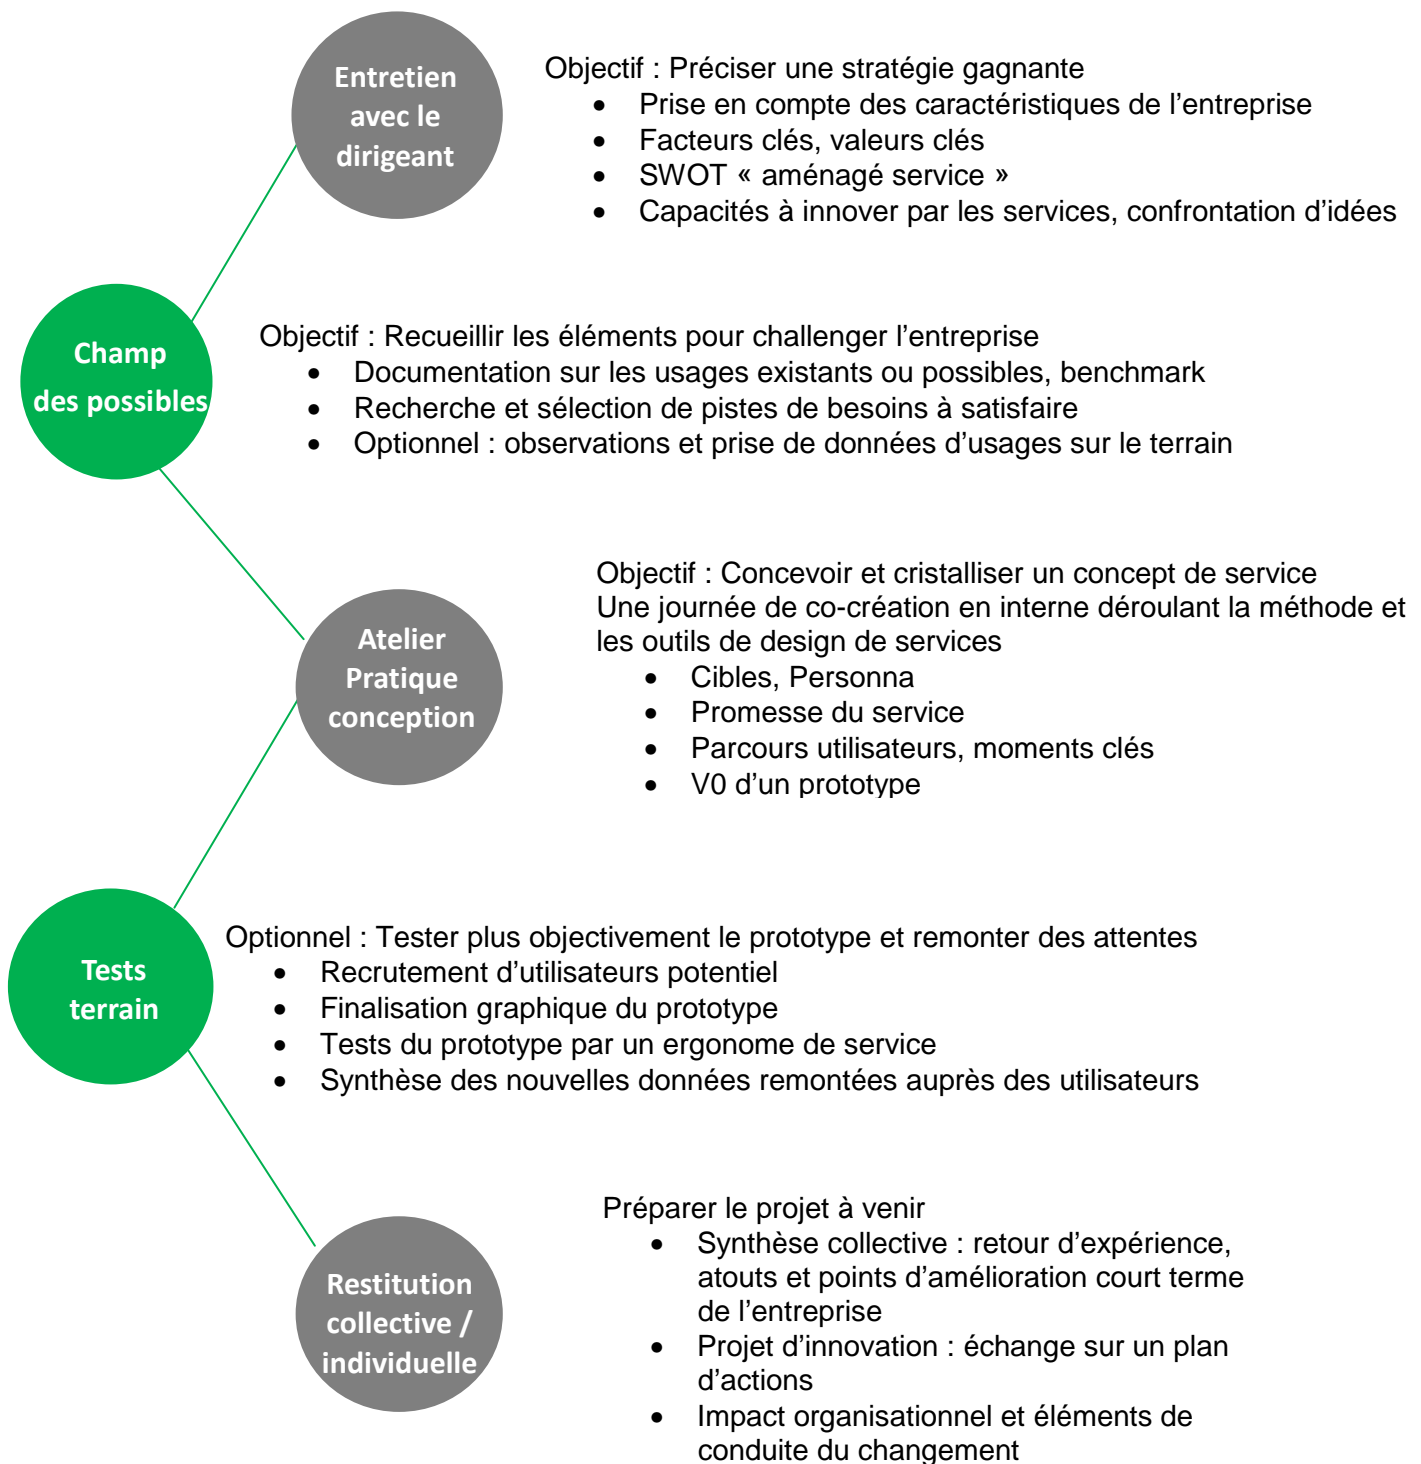 Entretien
avec le
dirigeant
Objectif : Préciser une stratégie gagnante
• Prise en compte des caractéristiques de l’entreprise
• Facteurs clés, valeurs clés
• SWOT « aménagé service »
• Capacités à innover par les services, confrontation d’idées
Champ
des possibles
Objectif : Recueillir les éléments pour challenger l’entreprise
• Documentation sur les usages existants ou possibles, benchmark
• Recherche et sélection de pistes de besoins à satisfaire
• Optionnel : observations et prise de données d’usages sur le terrain
Atelier
Pratique
conception
Objectif : Concevoir et cristalliser un concept de service
Une journée de co-création en interne déroulant la méthode et
les outils de design de services
• Cibles, Personna
• Promesse du service
• Parcours utilisateurs, moments clés
• V0 d’un prototype
Tests
terrain
Optionnel : Tester plus objectivement le prototype et remonter des attentes
• Recrutement d’utilisateurs potentiel
• Finalisation graphique du prototype
• Tests du prototype par un ergonome de service
• Synthèse des nouvelles données remontées auprès des utilisateurs
Restitution
collective /
individuelle
Préparer le projet à venir
• Synthèse collective : retour d’expérience,
atouts et points d’amélioration court terme
de l’entreprise
• Projet d’innovation : échange sur un plan
d’actions
• Impact organisationnel et éléments de
conduite du changement